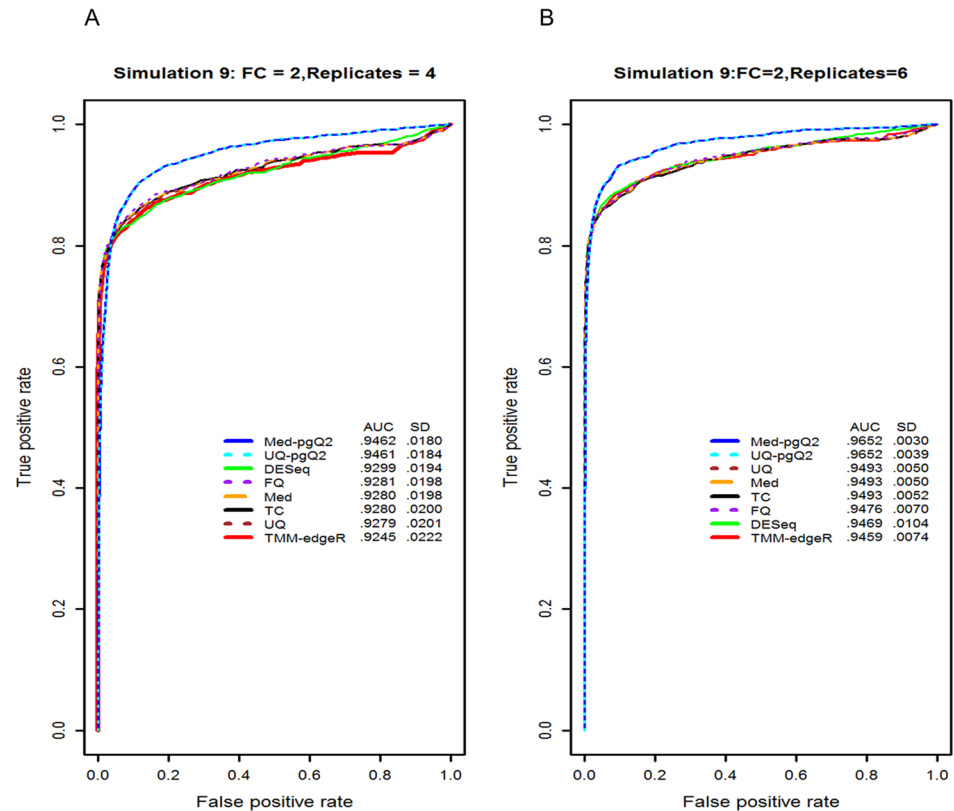 A
Simulation 9: FC = 2,Replicates = 4
True positive rate
1.0
0.8
0.6
0.4
0.2
0.0
AUC SD
Med-pgQ2 .9462 .0180
UQ-pgQ2 .9461 .0184
DESeq .9299 .0194
FQ .9281 .0198
Med .9280 .0198
TC .9280 .0200
UQ .9279 .0201
TMM-edgeR .9245 .0222
0.0 0.2 0.4 0.6 0.8 1.0
False positive rate
B
Simulation 9:FC=2,Replicates=6
True positive rate
1.0
0.8
0.6
0.4
0.2
0.0
AUC SD
Med-pgQ2 .9652 .0030
UQ-pgQ2 .9652 .0039
UQ .9493 .0050
Med .9493 .0050
TC .9493 .0052
FQ .9476 .0070
DESeq .9469 .0104
TMM-edgeR .9459 .0074
0.0 0.2 0.4 0.6 0.8 1.0
False positive rate